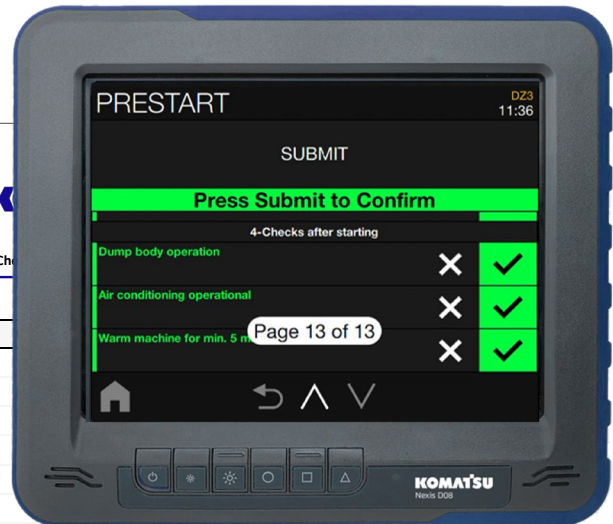 PRESTART
DZ3
11:36
SUBMIT
Press Submit to Confirm
4-Checks after starting
Dump body operation
Air conditioning operational
Warm machine for min. 5 m
Page 13 of 13
KOMATSU
Nexis D08
Che